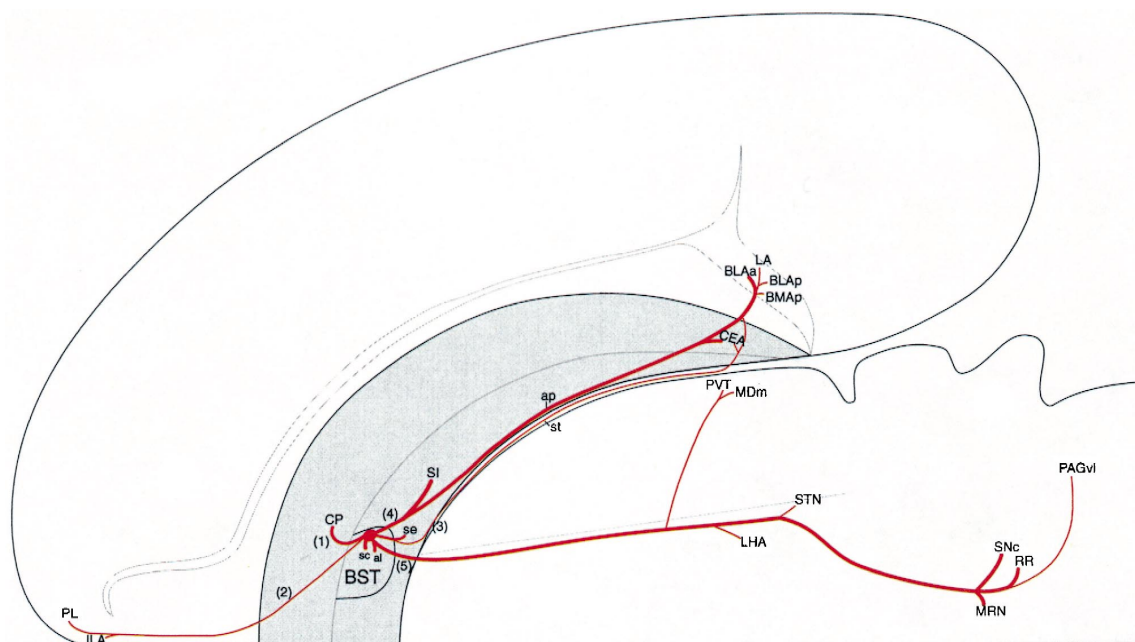 LA
BLAa
BLAp
BMAp
CEA
PVT
MDm
ap
st
SI
PAGvl
STN
CP
(4)
se
(3)
(1)
LHA
sc
al
(5)
SNc
RR
BST
(2)
MRN
PL
ILA